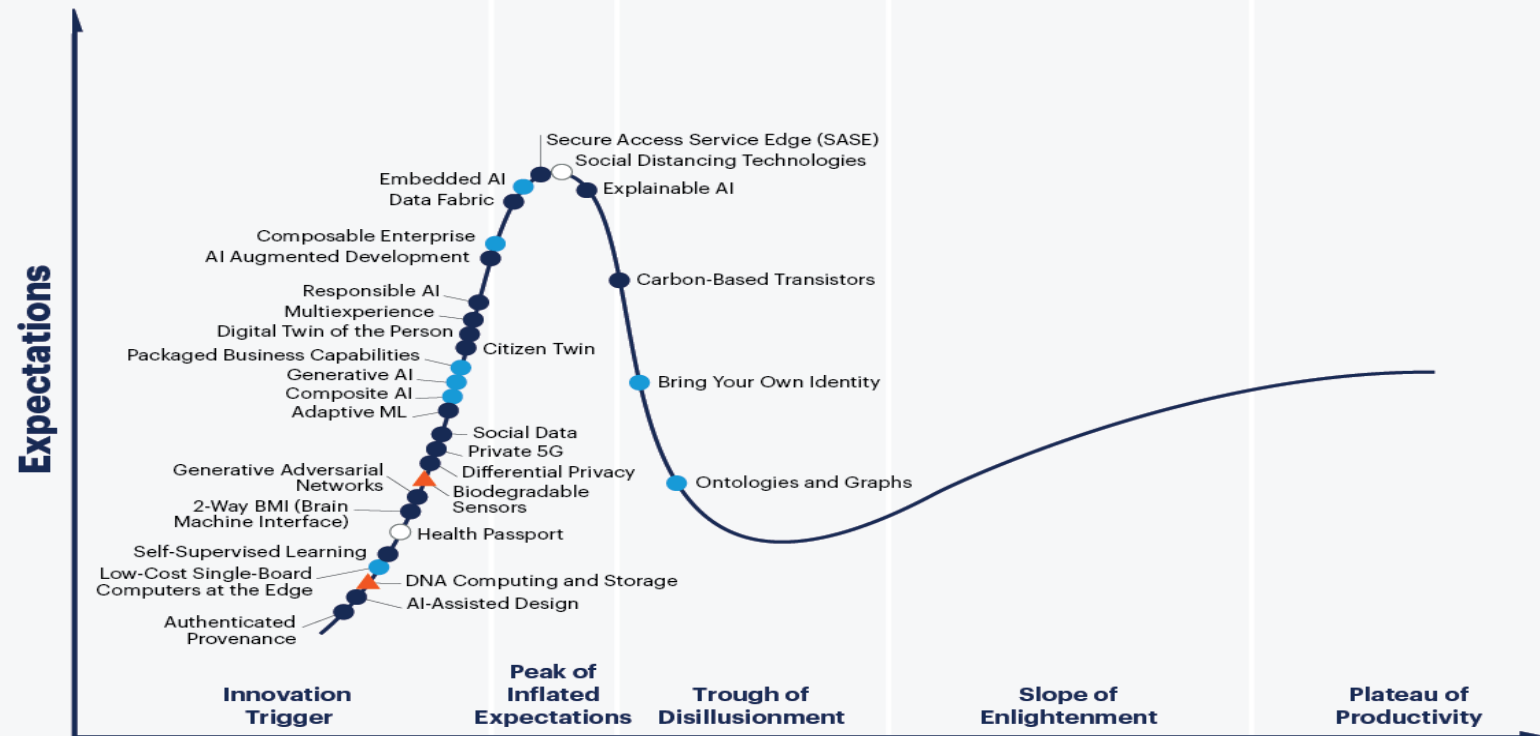 Expectations
Secure Access Service Edge (SASE)
Social Distancing Technologies
Embedded AI
Explainable AI
Data Fabric
Composable Enterprise
AI Augmented Development
Carbon-Based Transistors
Responsible AI
Multiexperience
Digital Twin of the Person
Citizen Twin
Packaged Business Capabilities
Generative AI
Bring Your Own Identity
Composite AI
Adaptive ML
Social Data
Private 5G
Generative Adversarial
Networks
Differential Privacy
Ontologies and Graphs
Biodegradable
Sensors
2-Way BMI (Brain
Machine Interface)
Health Passport
Self-Supervised Learning
Low-Cost Single-Board
Computers at the Edge
DNA Computing and Storage
AI-Assisted Design
Authenticated
Provenance
Innovation
Trigger
Peak of
Inflated
Expectations
Trough of
Disillusionment
Slope of
Enlightenment
Plateau of
Productivity